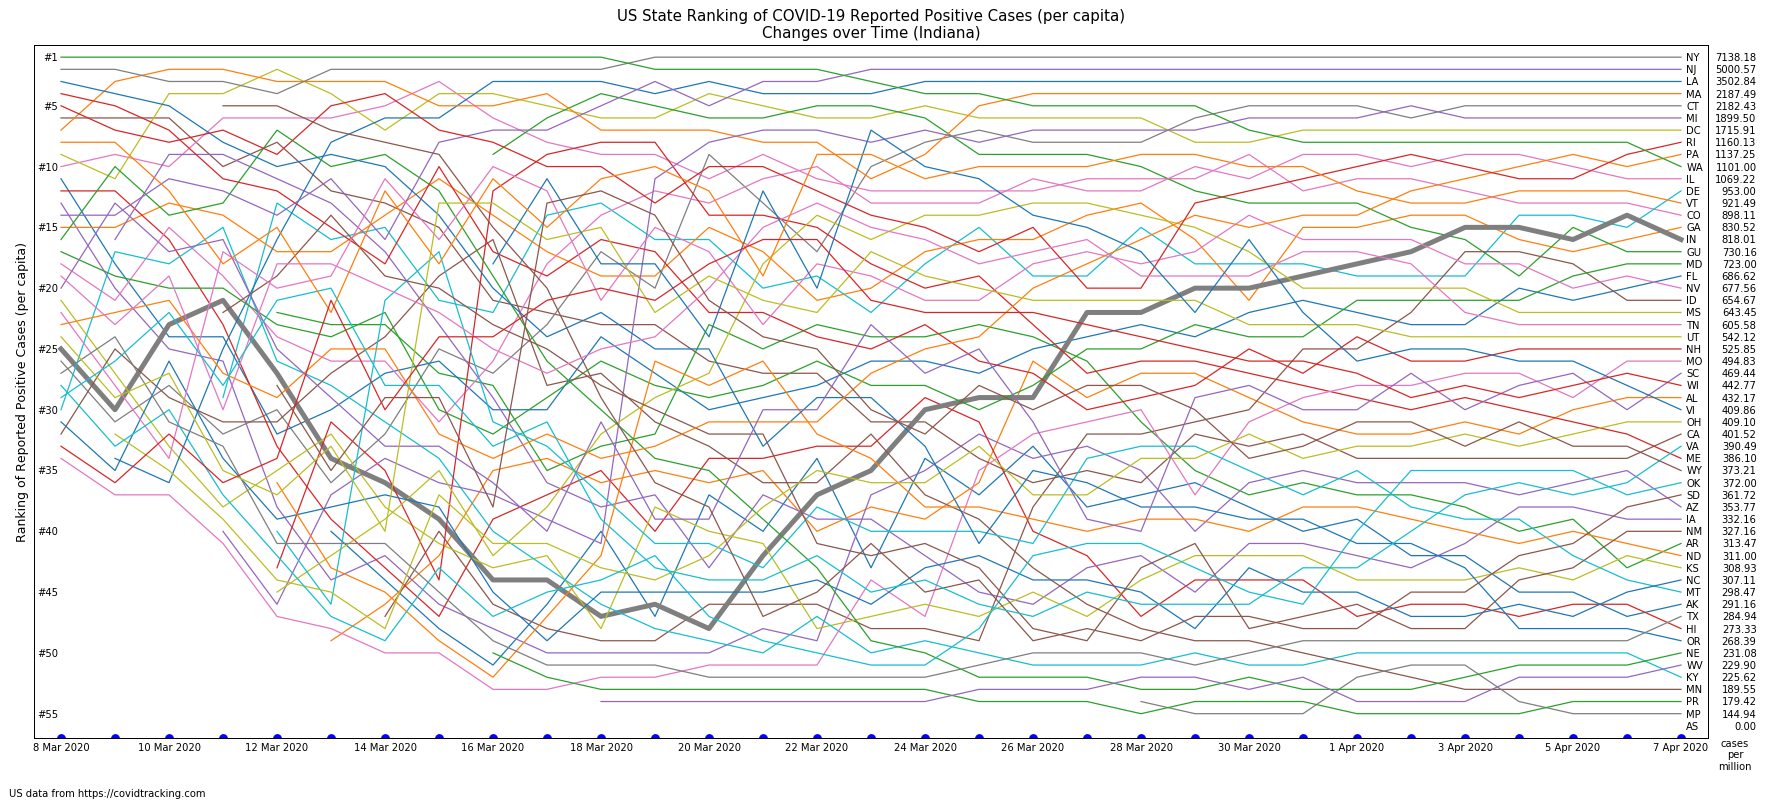 US State Ranking of COVID-19 Reported Positive Cases (per capita)
Changes over Time (Indiana)
Ranking of Reported Positive Cases (per capita)
#1
#5
#10
#15
#20
#25
#30
#35
#40
#45
#50
#55
NY 7138.18
NJ 5000.57
LA 3502.84
MA 2187.49
CT 2182.43
MI 1899.50
DC 1715.91
RI 1160.13
PA 1137.25
WA 1101.00
IL 1069.22
DE 953.00
VT 921.49
CO 898.11
GA 830.52
IN 818.01
GU 730.16
MD 723.00
FL 686.62
NV 677.56
ID 654.67
MS 643.45
TN 605.58
UT 542.12
NH 525.85
MO 494.83
SC 469.44
WI 442.77
AL 432.17
VI 409.86
OH 409.10
CA 401.52
VA 390.49
ME 386.10
WY 373.21
OK 372.00
SD 361.72
AZ 353.77
IA 332.16
NM 327.16
AR 313.47
ND 311.00
KS 308.93
NC 307.11
MT 298.47
AK 291.16
TX 284.94
HI 273.33
OR 268.39
NE 231.08
WV 229.90
KY 225.62
MN 189.55
PR 179.42
MP 144.94
AS 0.00
8 Mar 2020 10 Mar 2020 12 Mar 2020 14 Mar 2020 16 Mar 2020 18 Mar 2020 20 Mar 2020 22 Mar 2020 24 Mar 2020 26 Mar 2020 28 Mar 2020 30 Mar 2020 1 Apr 2020 3 Apr 2020 5 Apr 2020 7 Apr 2020
cases
per
million
US data from https://covidtracking.com